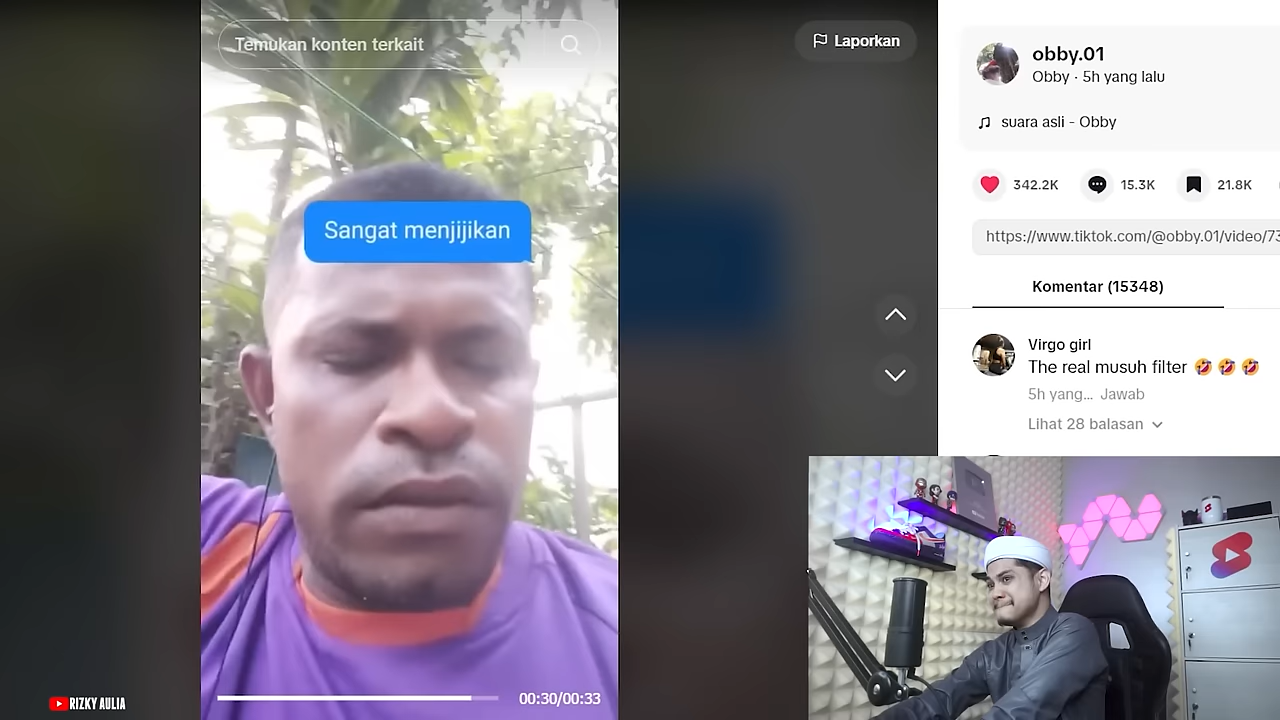 Temukan konten terkait
Laporkan
Sangat menjijikan
00:30/00:33
RIZKY AULIA
obby.01
Obby · 5h yang lalu
suara asli - Obby
342.2K
15.3K
21.8K
https://www.tiktok.com/@obby.01/video/73
Komentar (15348)
Virgo girl
The real musuh filter 🤣🤣🤣
5h yang... Jawab
Lihat 28 balasan